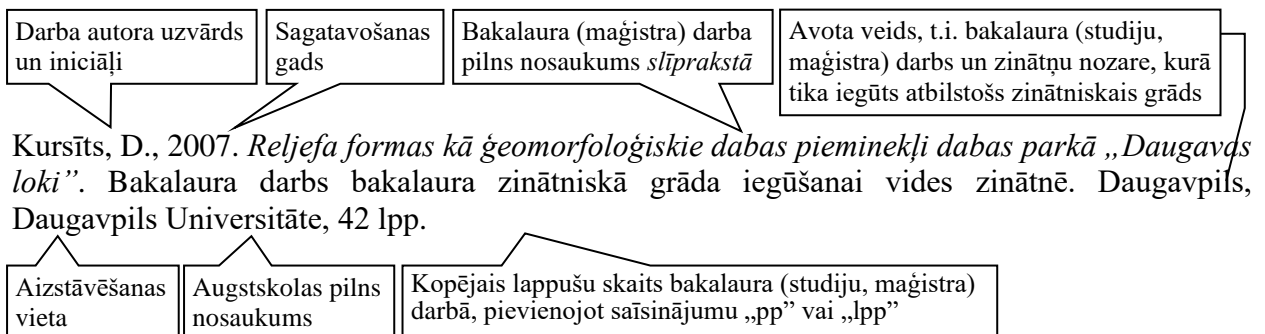 Darba autora uzvārds
un iniciāļi
Sagatavošanas
gads
Bakalaura (maģistra) darba
pilns nosaukums slīprakstā
Avota veids, t.i. bakalaura (studiju,
maģistra) darbs un zinātņu nozare, kurā
tika iegūts atbilstošs zinātniskais grāds
Kursīts, D., 2007. Reljefa formas kā ģeomorfoloģiskie dabas pieminekļi dabas parkā „Daugavas
loki”. Bakalaura darbs bakalaura zinātniskā grāda iegūšanai vides zinātnē. Daugavpils,
Daugavpils Universitāte, 42 lpp.
Aizstāvēšanas
vieta
Augstskolas pilns
nosaukums
Kopējais lappušu skaits bakalaura (studiju, maģistra)
darbā, pievienojot saīsinājumu „pp” vai „lpp”